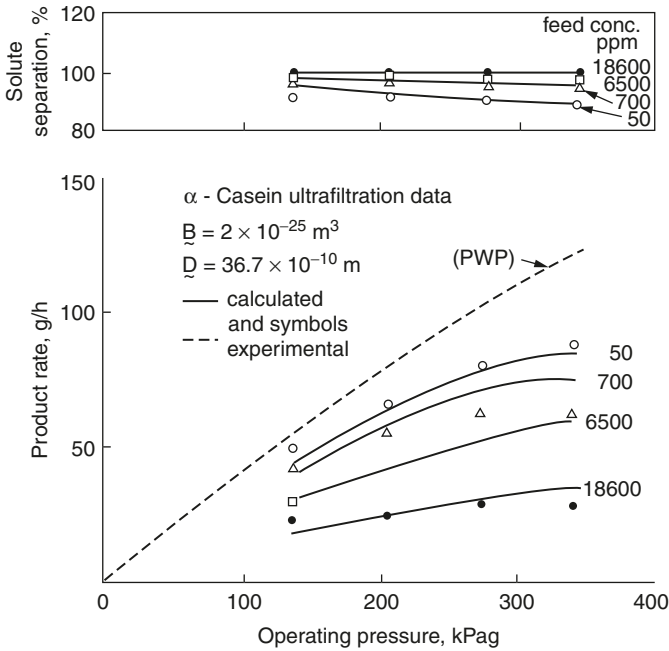 120
100
80
Solute
separation, %
feed conc.
ppm
18600
6500
700
50
150
100
50
Product rate, g/h
α - Casein ultrafiltration data
B̰ = 2 × 10⁻²⁵ m³
D̰ = 36.7 × 10⁻¹⁰ m
calculated
and symbols
experimental
(PWP)
50
700
6500
18600
0
100
200
300
400
Operating pressure, kPag